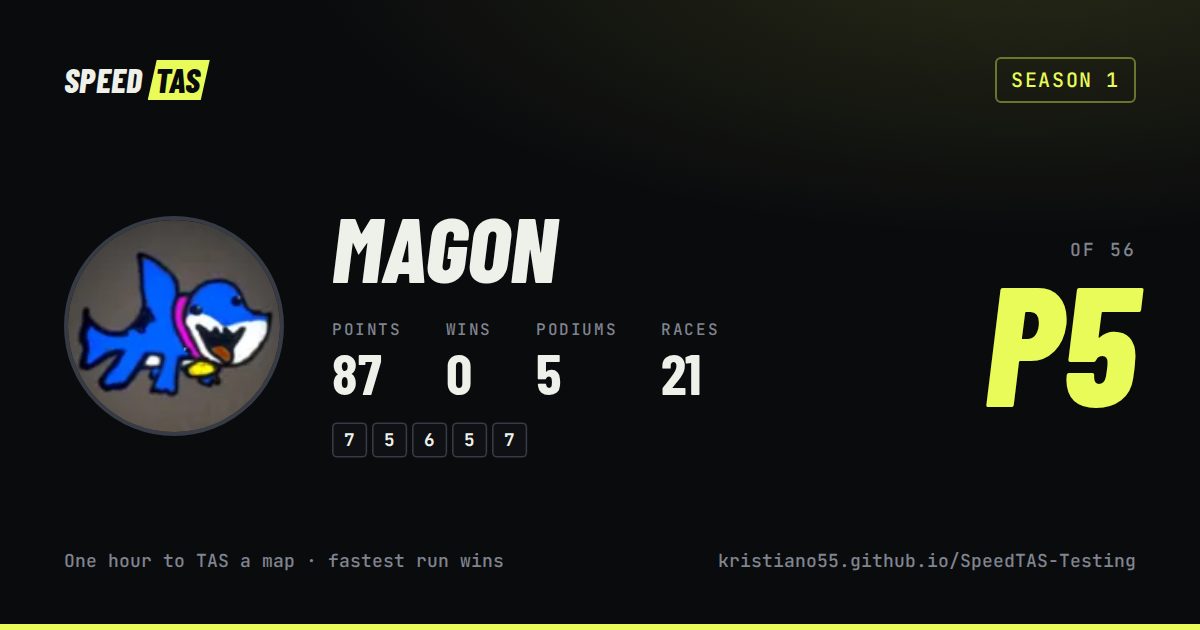 SPEED TAS
SEASON 1
MAGON
OF 56
P5
POINTS WINS PODIUMS RACES
87 0 5 21
7 5 6 5 7
One hour to TAS a map · fastest run wins
kristiano55.github.io/SpeedTAS-Testing